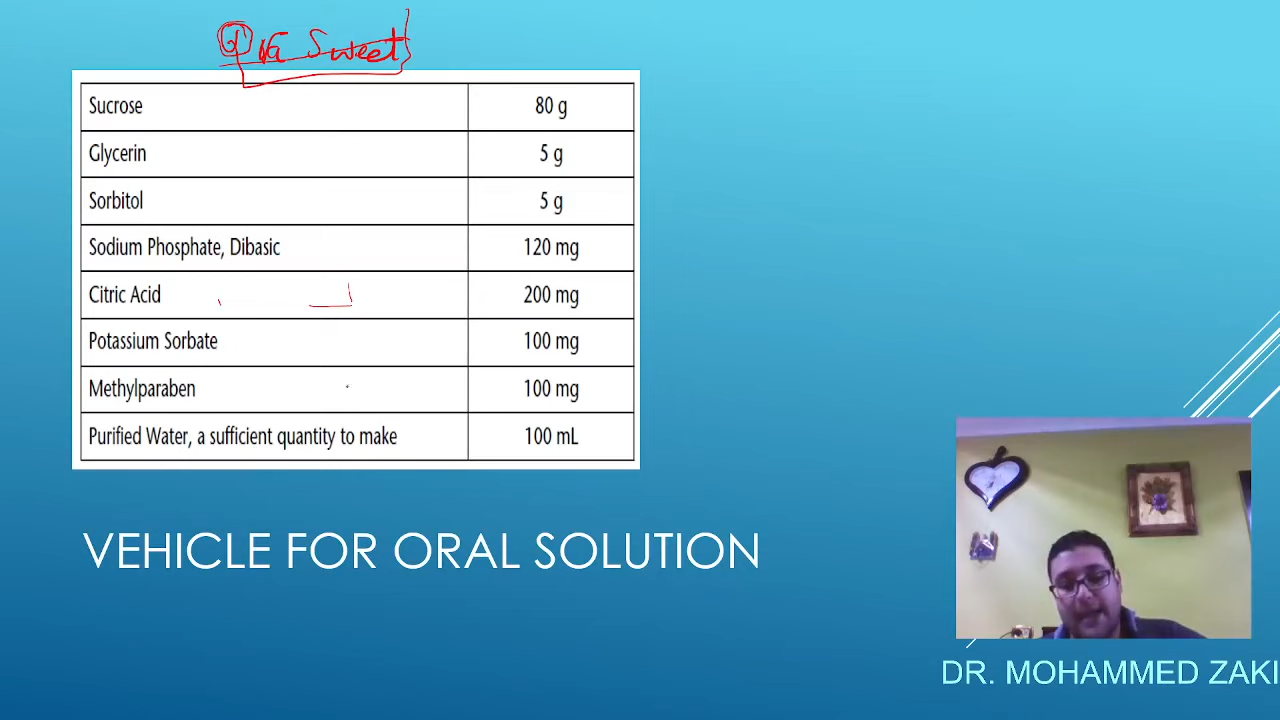 Ora Sweet
Sucrose 80 g
Glycerin 5 g
Sorbitol 5 g
Sodium Phosphate, Dibasic 120 mg
Citric Acid 200 mg
Potassium Sorbate 100 mg
Methylparaben 100 mg
Purified Water, a sufficient quantity to make 100 mL
VEHICLE FOR ORAL SOLUTION
DR. MOHAMMED ZAKI